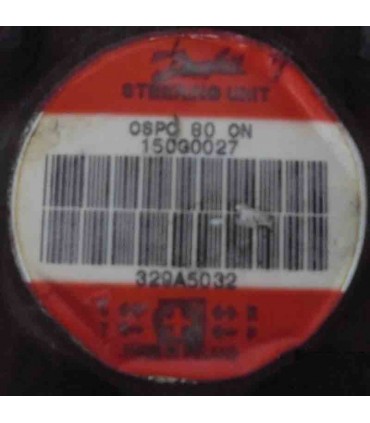 Danfoss
STEERING UNIT
OSPC 80 ON
150G0027
329A5032